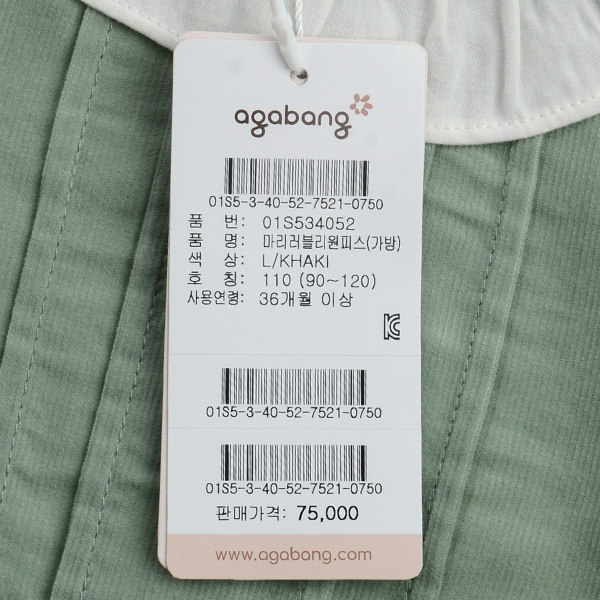 agabang
01S5-3-40-52-7521-0750
품 번: 01S534052
품 명: 마리러블리원피스(가방)
색 상: L/KHAKI
호 칭: 110 (90~120)
사용연령: 36개월 이상
01S5-3-40-52-7521-0750
01S5-3-40-52-7521-0750
판매가격: 75,000
www.agabang.com